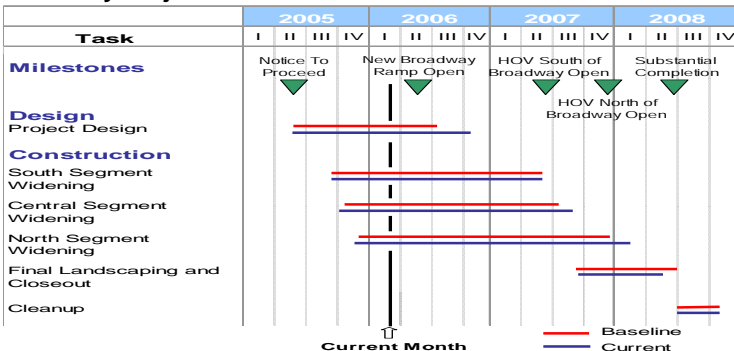 2005 2006 2007 2008
Task I II III IV I II III IV I II III IV I II III IV
Milestones
Notice To
Proceed
New Broadway
Ramp Open
HOV South of
Broadway Open
Substantial
Completion
HOV North of
Broadway Open
Design
Project Design
Construction
South Segment
Widening
Central Segment
Widening
North Segment
Widening
Final Landscaping and
Closeout
Cleanup
Baseline
Current
Current Month